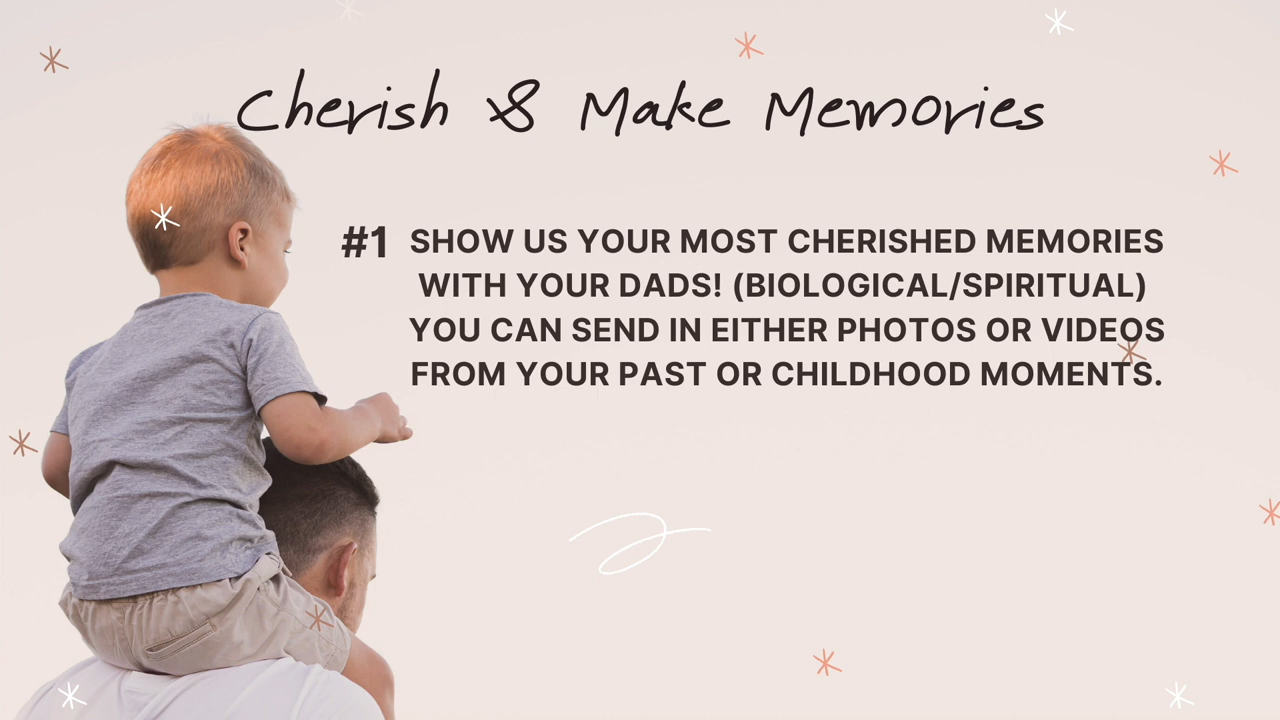 Cherish & Make Memories
#1 SHOW US YOUR MOST CHERISHED MEMORIES
WITH YOUR DADS! (BIOLOGICAL/SPIRITUAL)
YOU CAN SEND IN EITHER PHOTOS OR VIDEOS
FROM YOUR PAST OR CHILDHOOD MOMENTS.